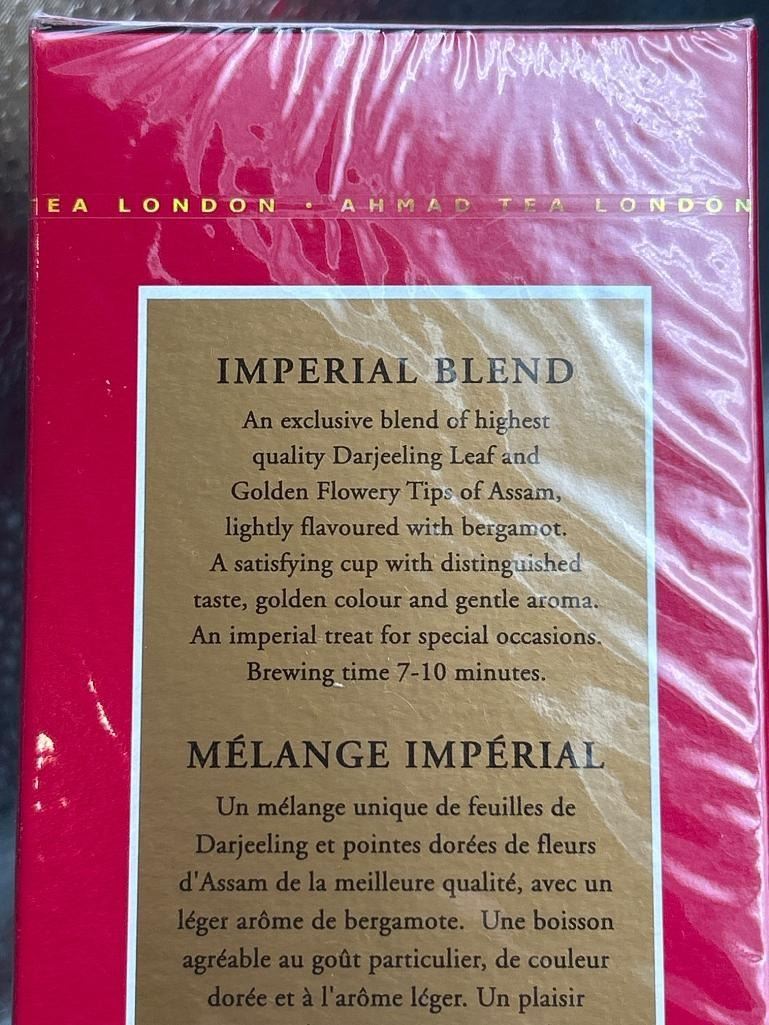 EA LONDON • AHMAD TEA LONDON
IMPERIAL BLEND
An exclusive blend of highest
quality Darjeeling Leaf and
Golden Flowery Tips of Assam,
lightly flavoured with bergamot.
A satisfying cup with distinguished
taste, golden colour and gentle aroma.
An imperial treat for special occasions.
Brewing time 7-10 minutes.
MÉLANGE IMPÉRIAL
Un mélange unique de feuilles de
Darjeeling et pointes dorées de fleurs
d'Assam de la meilleure qualité, avec un
léger arôme de bergamote. Une boisson
agréable au goût particulier, de couleur
dorée et à l'arôme léger. Un plaisir